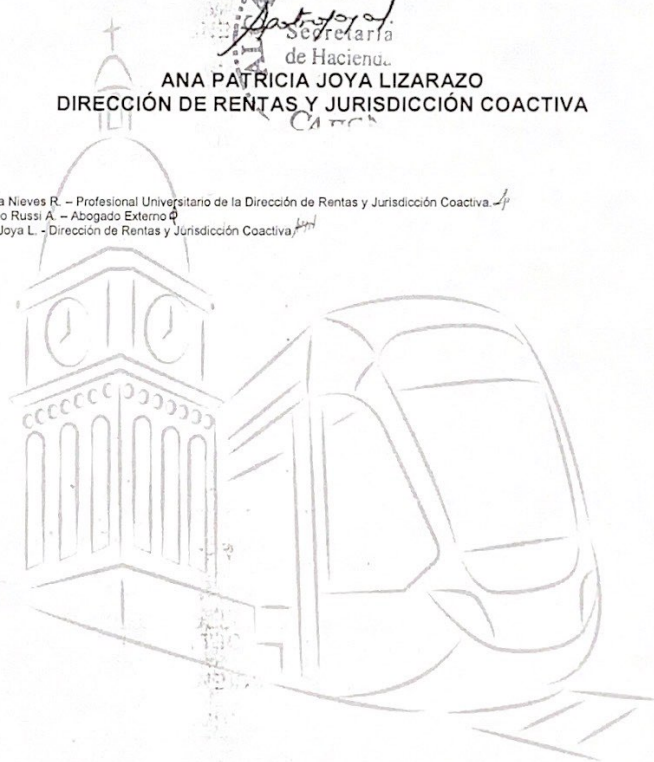 Secretaría
de Hacienda
ANA PATRICIA JOYA LIZARAZO
DIRECCIÓN DE RENTAS Y JURISDICCIÓN COACTIVA
a Nieves R. – Profesional Universitario de la Dirección de Rentas y Jurisdicción Coactiva.
o Russi A. – Abogado Externo
Joya L. - Dirección de Rentas y Jurisdicción Coactiva